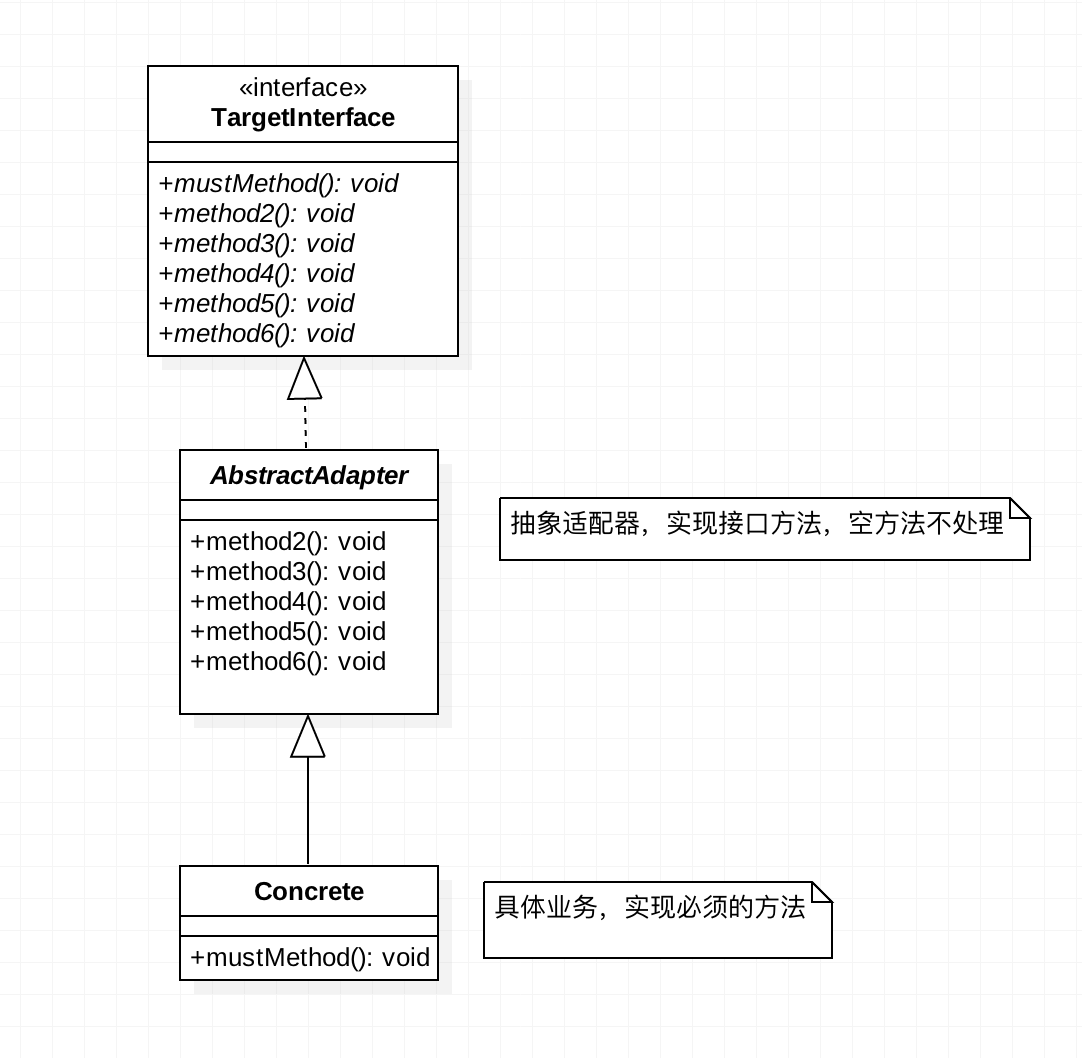 «interface»
TargetInterface
+mustMethod(): void
+method2(): void
+method3(): void
+method4(): void
+method5(): void
+method6(): void
AbstractAdapter
+method2(): void
+method3(): void
+method4(): void
+method5(): void
+method6(): void
抽象适配器，实现接口方法，空方法不处理
Concrete
+mustMethod(): void
具体业务，实现必须的方法